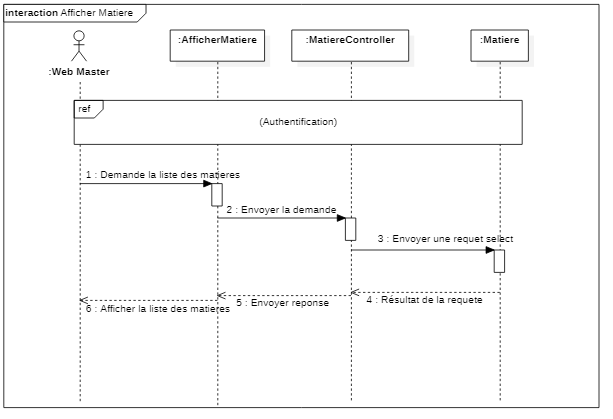 interaction Afficher Matiere
:Web Master
:AfficherMatiere
:MatiereController
:Matiere
ref
(Authentification)
1 : Demande la liste des matieres
2 : Envoyer la demande
3 : Envoyer une requet select
4 : Résultat de la requete
5 : Envoyer reponse
6 : Afficher la liste des matieres